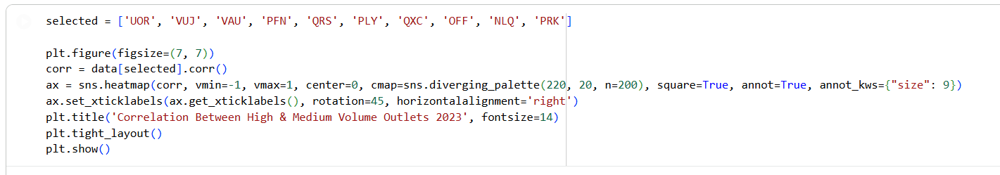 selected = ['UOR', 'VUJ', 'VAU', 'PFN', 'QRS', 'PLY', 'QXC', 'OFF', 'NLQ', 'PRK']
plt.figure(figsize=(7, 7))
corr = data[selected].corr()
ax = sns.heatmap(corr, vmin=-1, vmax=1, center=0, cmap=sns.diverging_palette(220, 20, n=200), square=True, annot=True, annot_kws={"size": 9})
ax.set_xticklabels(ax.get_xticklabels(), rotation=45, horizontalalignment='right')
plt.title('Correlation Between High & Medium Volume Outlets 2023', fontsize=14)
plt.tight_layout()
plt.show()